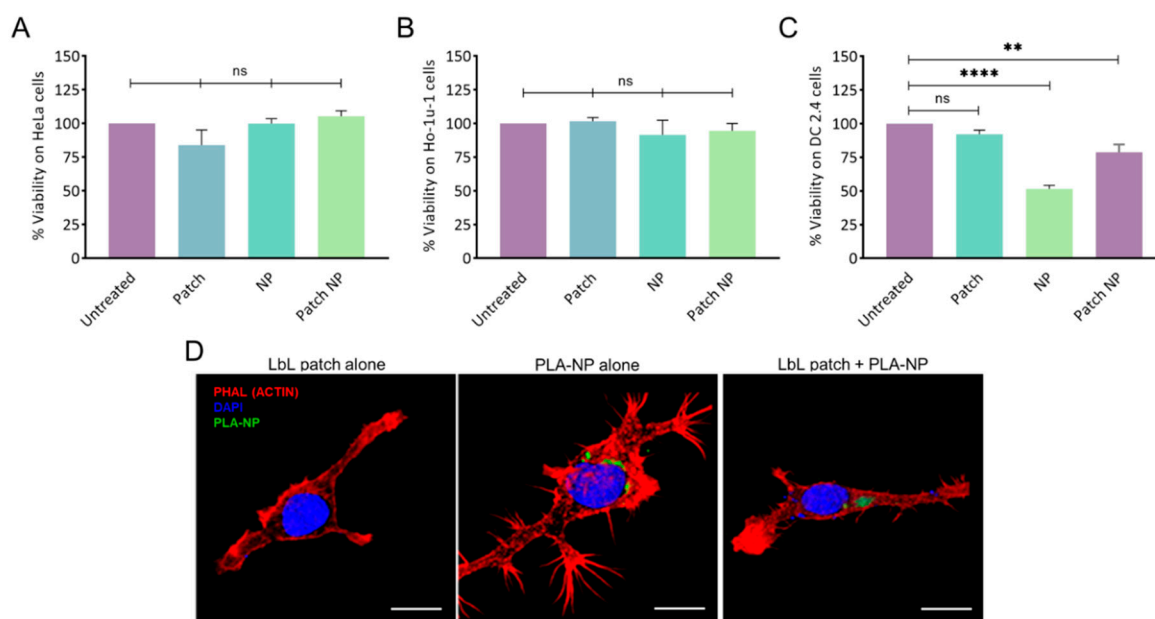 A
% Viability on HeLa cells
150
125
100
75
50
25
0
ns
Untreated
Patch
NP
Patch NP
B
% Viability on Ho-1u-1 cells
150
125
100
75
50
25
0
ns
Untreated
Patch
NP
Patch NP
C
% Viability on DC 2.4 cells
150
125
100
75
50
25
0
**
****
ns
Untreated
Patch
NP
Patch NP
D
LbL patch alone
PLA-NP alone
LbL patch + PLA-NP
PHAL (ACTIN)
DAPI
PLA-NP